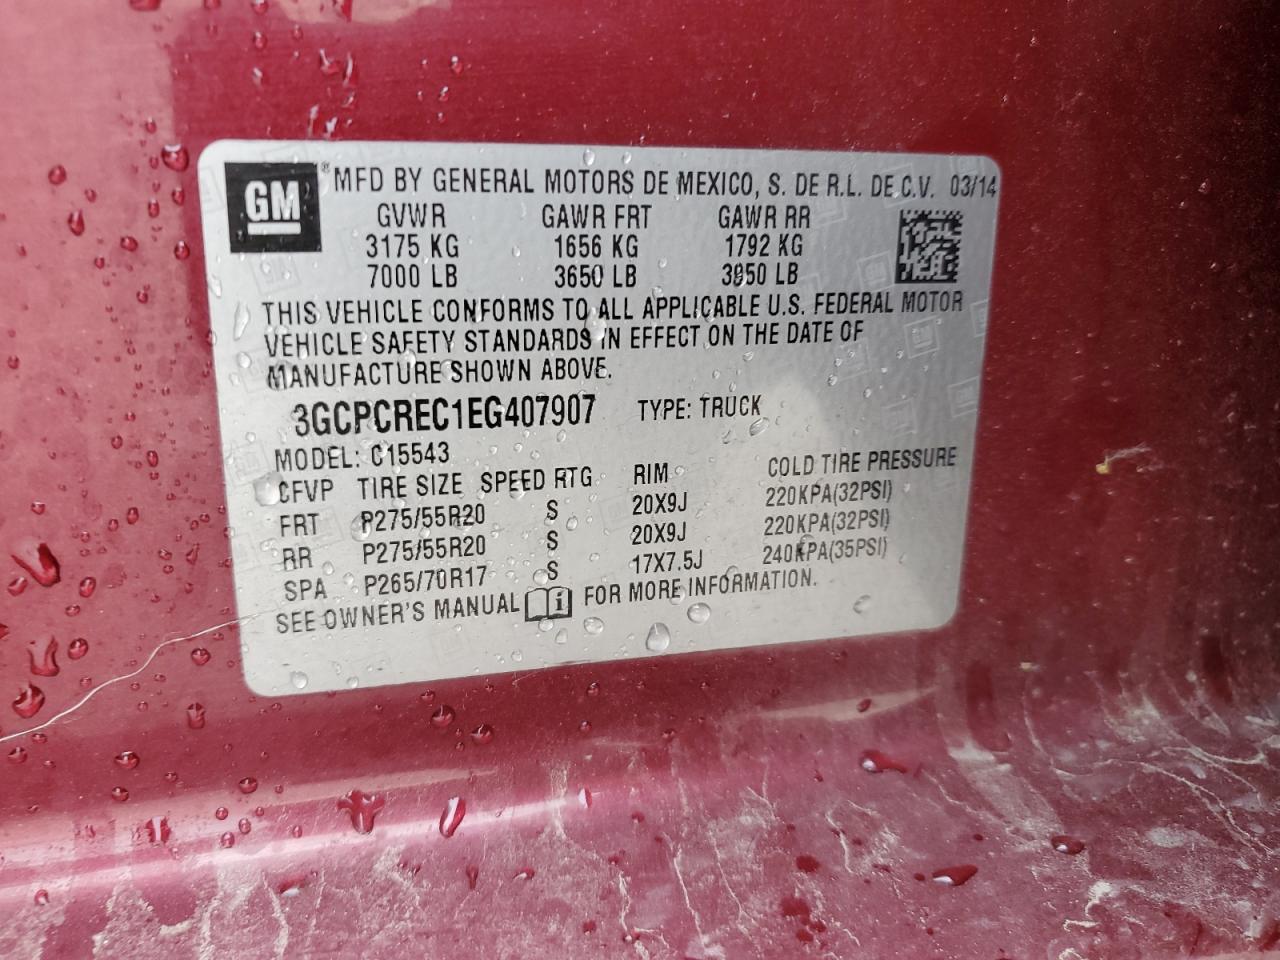 GM ® MFD BY GENERAL MOTORS DE MEXICO, S. DE R.L. DE C.V. 03/14
GVWR GAWR FRT GAWR RR
3175 KG 1656 KG 1792 KG
7000 LB 3650 LB 3950 LB
THIS VEHICLE CONFORMS TO ALL APPLICABLE U.S. FEDERAL MOTOR
VEHICLE SAFETY STANDARDS IN EFFECT ON THE DATE OF
MANUFACTURE SHOWN ABOVE.
3GCPCREC1EG407907 TYPE: TRUCK
MODEL: C15543
CFVP TIRE SIZE SPEED RTG RIM COLD TIRE PRESSURE
FRT P275/55R20 S 20X9J 220KPA(32PSI)
RR P275/55R20 S 20X9J 220KPA(32PSI)
SPA P265/70R17 S 17X7.5J 240KPA(35PSI)
SEE OWNER'S MANUAL i FOR MORE INFORMATION.